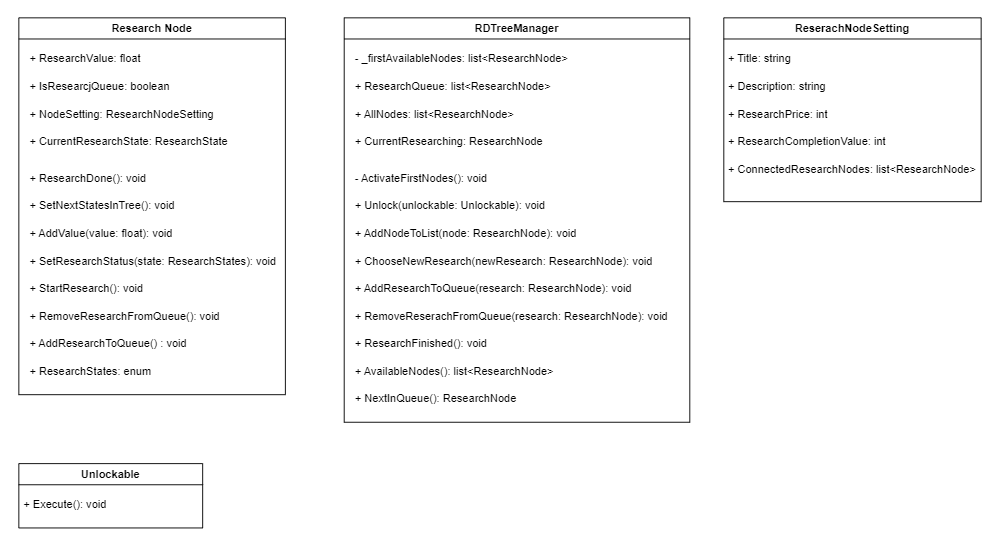 Research Node
+ ResearchValue: float
+ IsResearcjQueue: boolean
+ NodeSetting: ResearchNodeSetting
+ CurrentResearchState: ResearchState
+ ResearchDone(): void
+ SetNextStatesInTree(): void
+ AddValue(value: float): void
+ SetResearchStatus(state: ResearchStates): void
+ StartResearch(): void
+ RemoveResearchFromQueue(): void
+ AddResearchToQueue() : void
+ ResearchStates: enum
RDTreeManager
- _firstAvailableNodes: list<ResearchNode>
+ ResearchQueue: list<ResearchNode>
+ AllNodes: list<ResearchNode>
+ CurrentResearching: ResearchNode
- ActivateFirstNodes(): void
+ Unlock(unlockable: Unlockable): void
+ AddNodeToList(node: ResearchNode): void
+ ChooseNewResearch(newResearch: ResearchNode): void
+ AddResearchToQueue(research: ResearchNode): void
+ RemoveReserachFromQueue(research: ResearchNode): void
+ ResearchFinished(): void
+ AvailableNodes(): list<ResearchNode>
+ NextInQueue(): ResearchNode
ReserachNodeSetting
+ Title: string
+ Description: string
+ ResearchPrice: int
+ ResearchCompletionValue: int
+ ConnectedResearchNodes: list<ResearchNode>
Unlockable
+ Execute(): void